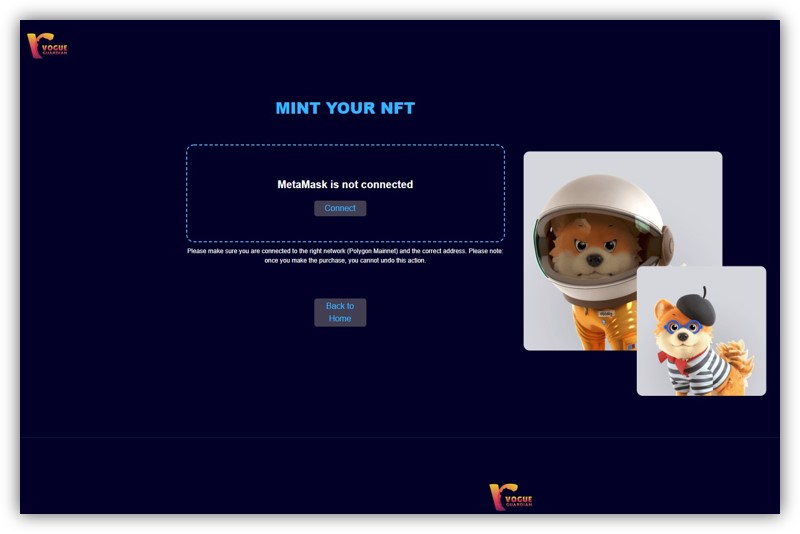 VOGUE
GUARDIAN
MINT YOUR NFT
MetaMask is not connected
Connect
Please make sure you are connected to the right network (Polygon Mainnet) and the correct address. Please note:
once you make the purchase, you cannot undo this action.
Back to
Home
VOGUE
GUARDIAN